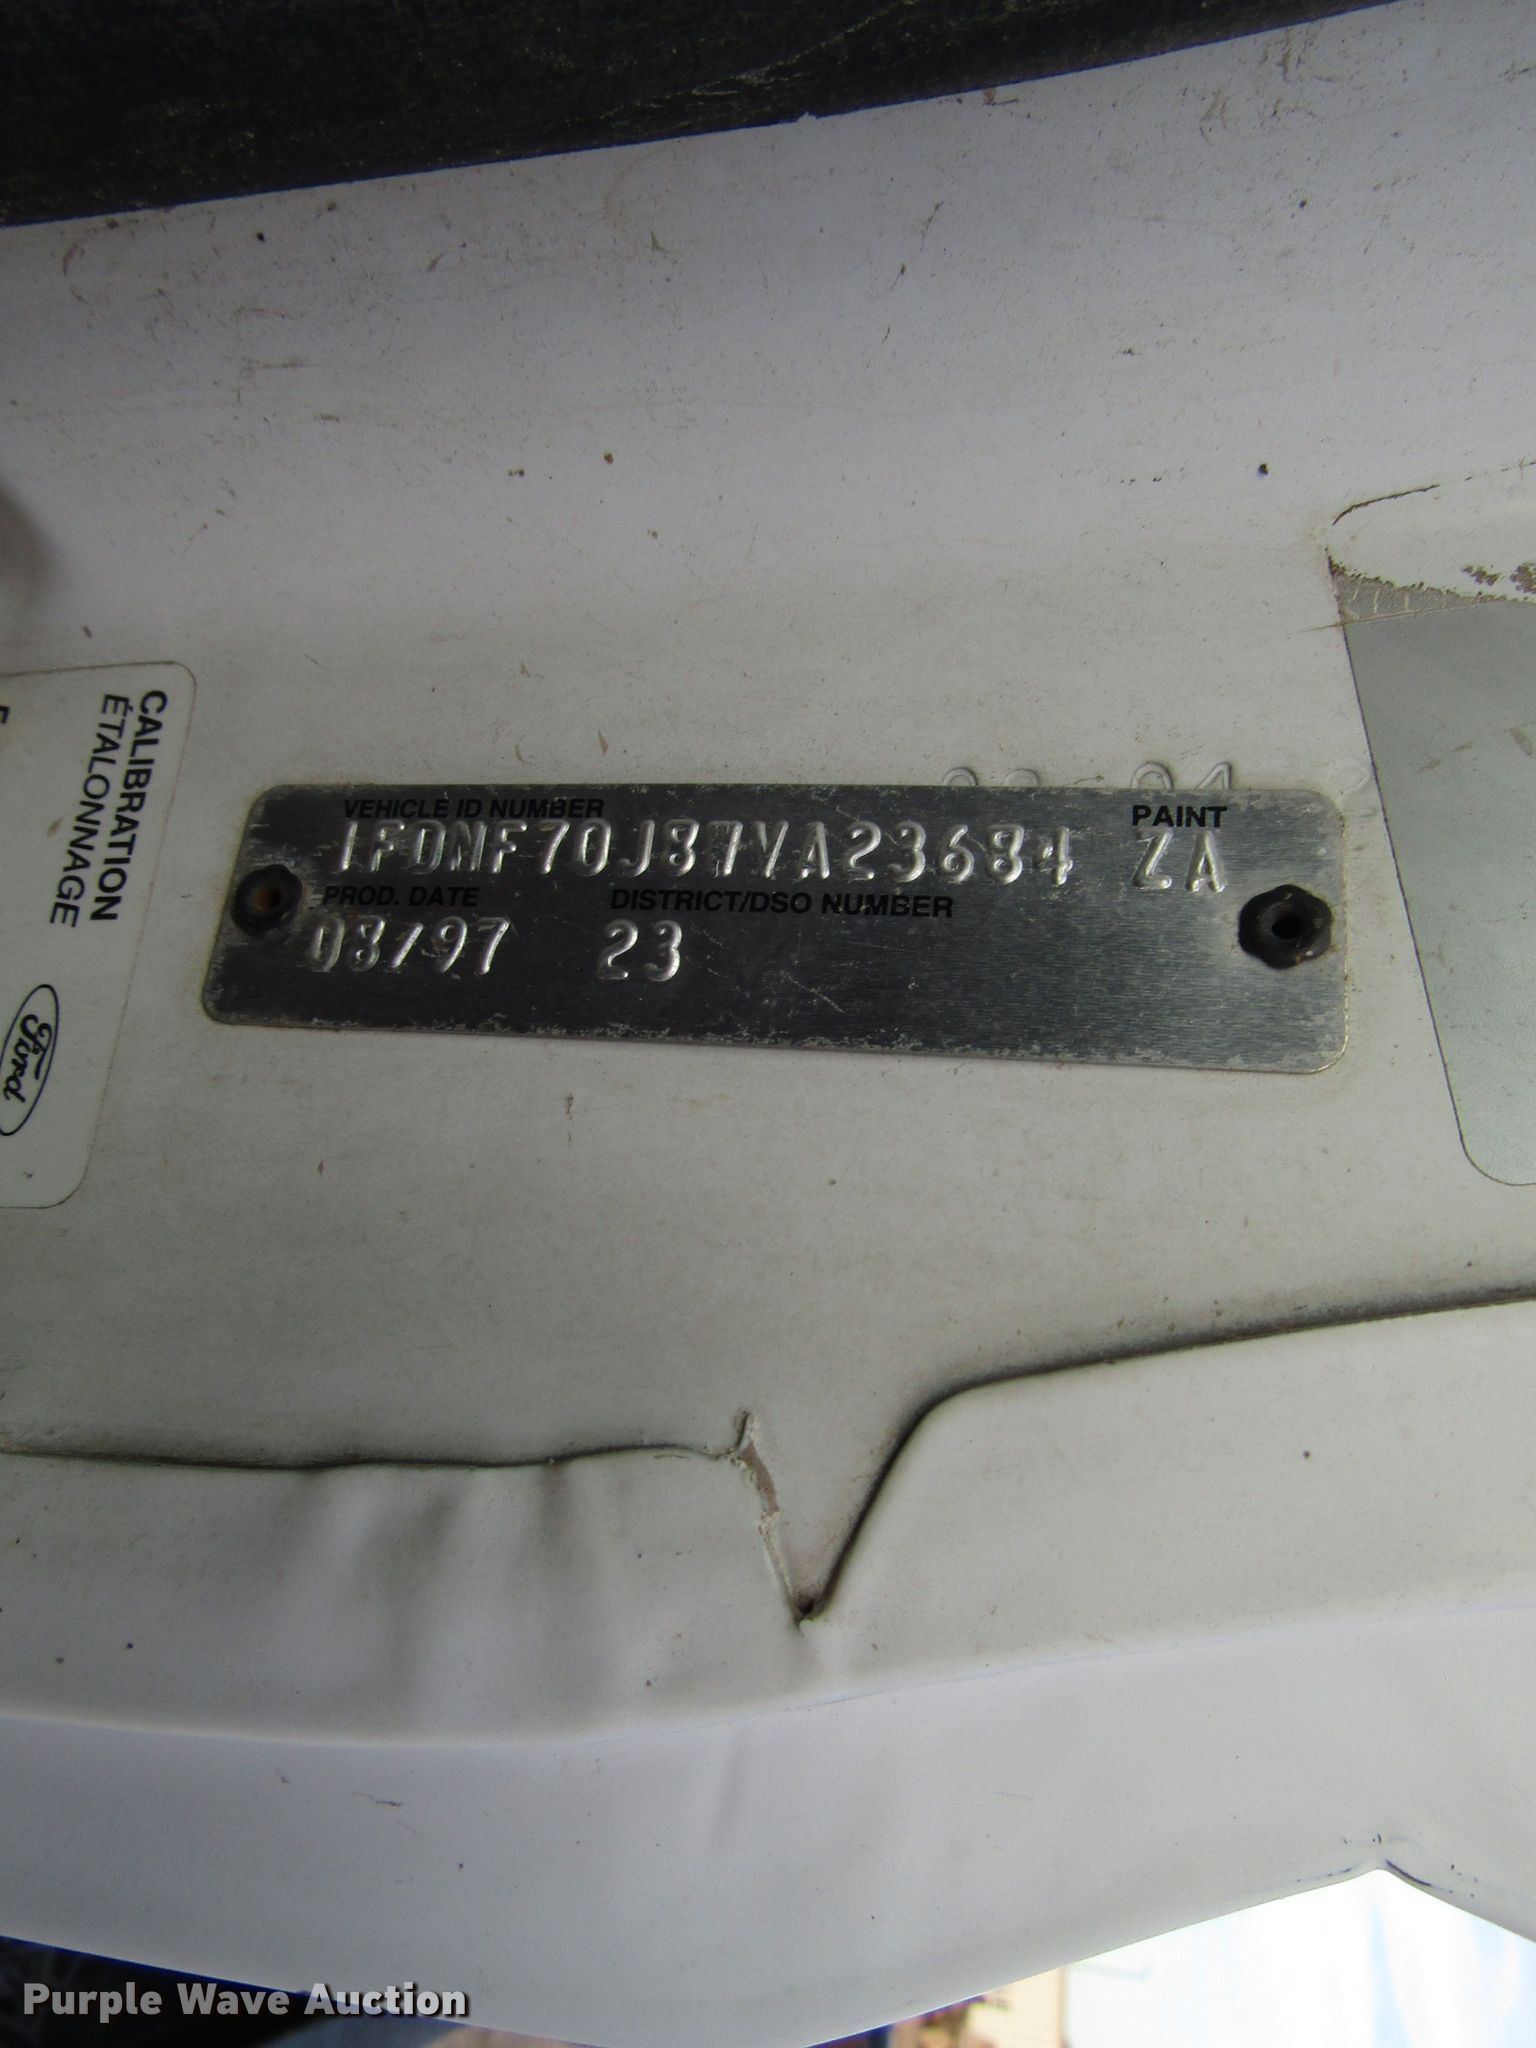 CALIBRATION
ÉTALONNAGE
Ford
VEHICLE ID NUMBER
PAINT
1FDNF70J8WVA23684 ZA
PROD. DATE
DISTRICT/DSO NUMBER
08/97 23
Purple Wave Auction